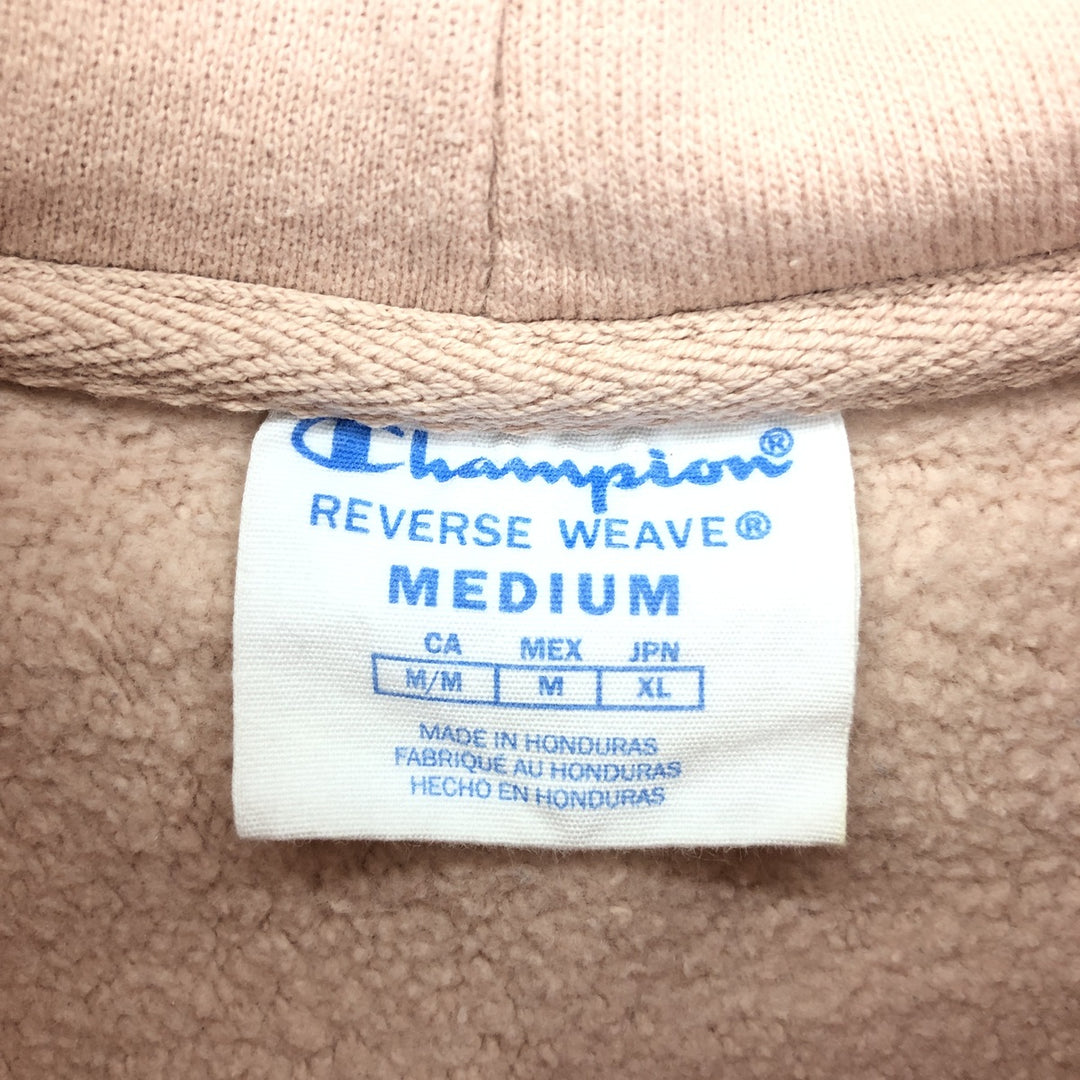 Champion®
REVERSE WEAVE®
MEDIUM
CA MEX JPN
M/M M XL
MADE IN HONDURAS
FABRIQUE AU HONDURAS
HECHO EN HONDURAS